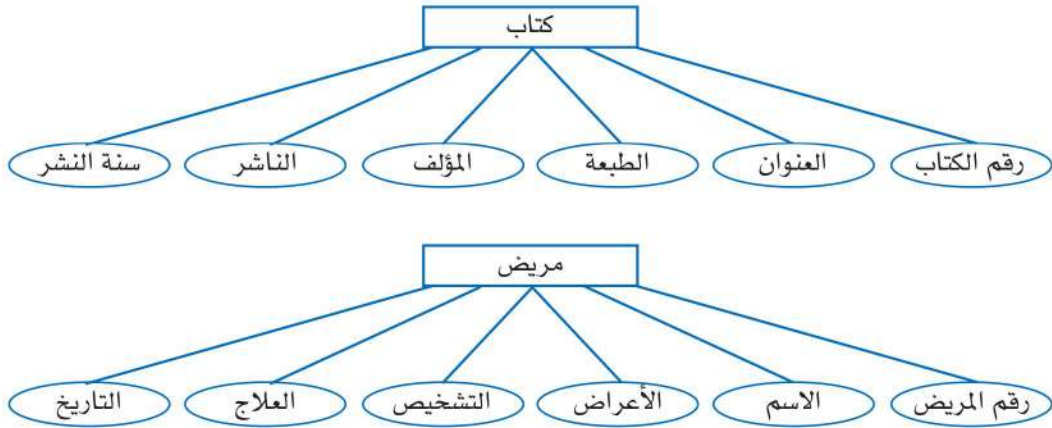 كتاب
رقم الكتاب العنوان الطبعة المؤلف الناشر سنة النشر
مريض
رقم المريض الاسم الأعراض التشخيص العلاج التاريخ